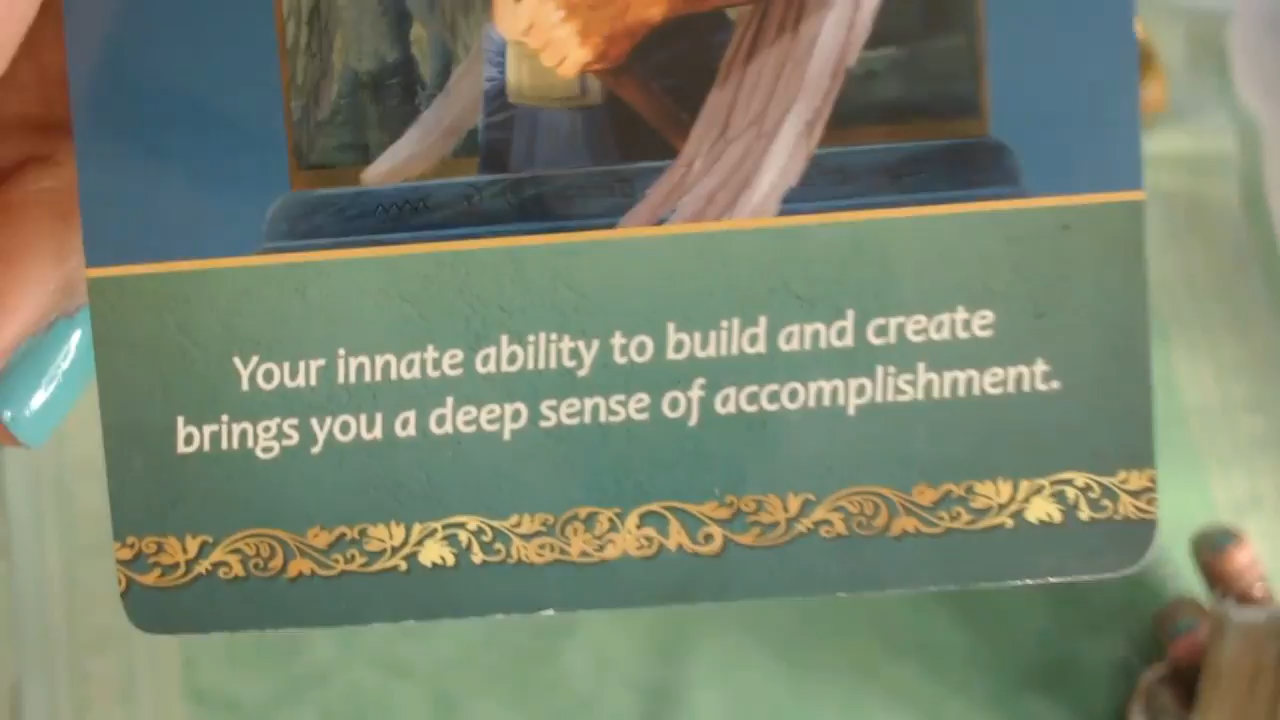 Your innate ability to build and create
brings you a deep sense of accomplishment.